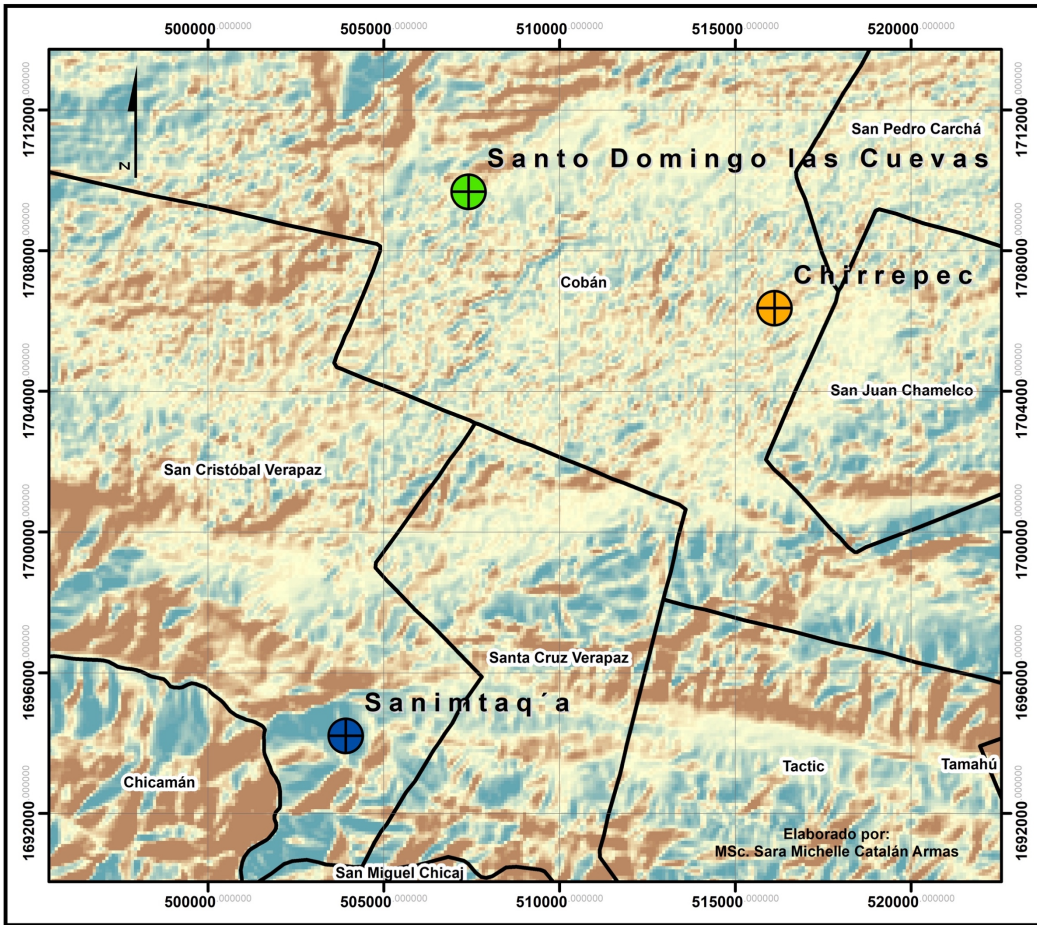 500000.000000 505000.000000 510000.000000 515000.000000 520000.000000
1712000.000000
1712000.000000
N
San Pedro Carchá
Santo Domingo las Cuevas
1708000.000000
1708000.000000
Chirrepec
Cobán
1704000.000000
1704000.000000
San Juan Chamelco
San Cristóbal Verapaz
1700000.000000
1700000.000000
Santa Cruz Verapaz
1696000.000000
1696000.000000
Sanimtaq´a
Chicamán
Tactic
Tamahú
1692000.000000
1692000.000000
Elaborado por:
MSc. Sara Michelle Catalán Armas
San Miguel Chicaj
500000.000000 505000.000000 510000.000000 515000.000000 520000.000000